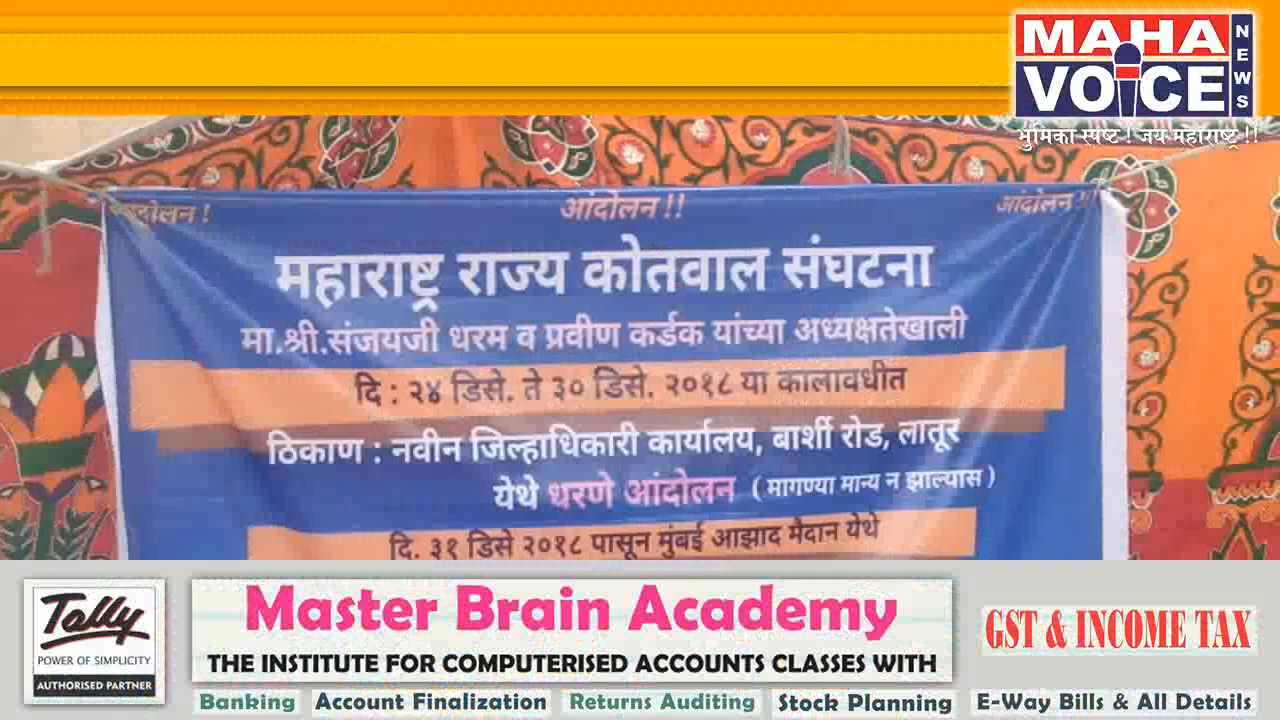 MAHA
VOICE
NEWS
भुमिका स्पष्ट ! जय महाराष्ट्र !!
आंदोलन !!
आंदोलन !!
महाराष्ट्र राज्य कोतवाल संघटना
मा.श्री.संजयजी धरम व प्रवीण कर्डक यांच्या अध्यक्षतेखाली
दि : २४ डिसे. ते ३० डिसे. २०१८ या कालावधीत
ठिकाण : नवीन जिल्हाधिकारी कार्यालय, बार्शी रोड, लातूर
येथे धरणे आंदोलन ( मागण्या मान्य न झाल्यास )
दि. ३१ डिसे २०१८ पासून मुंबई आझाद मैदान येथे
Tally
POWER OF SIMPLICITY
AUTHORISED PARTNER
Master Brain Academy
THE INSTITUTE FOR COMPUTERISED ACCOUNTS CLASSES WITH
GST & INCOME TAX
Banking Account Finalization Returns Auditing Stock Planning E-Way Bills & All Details